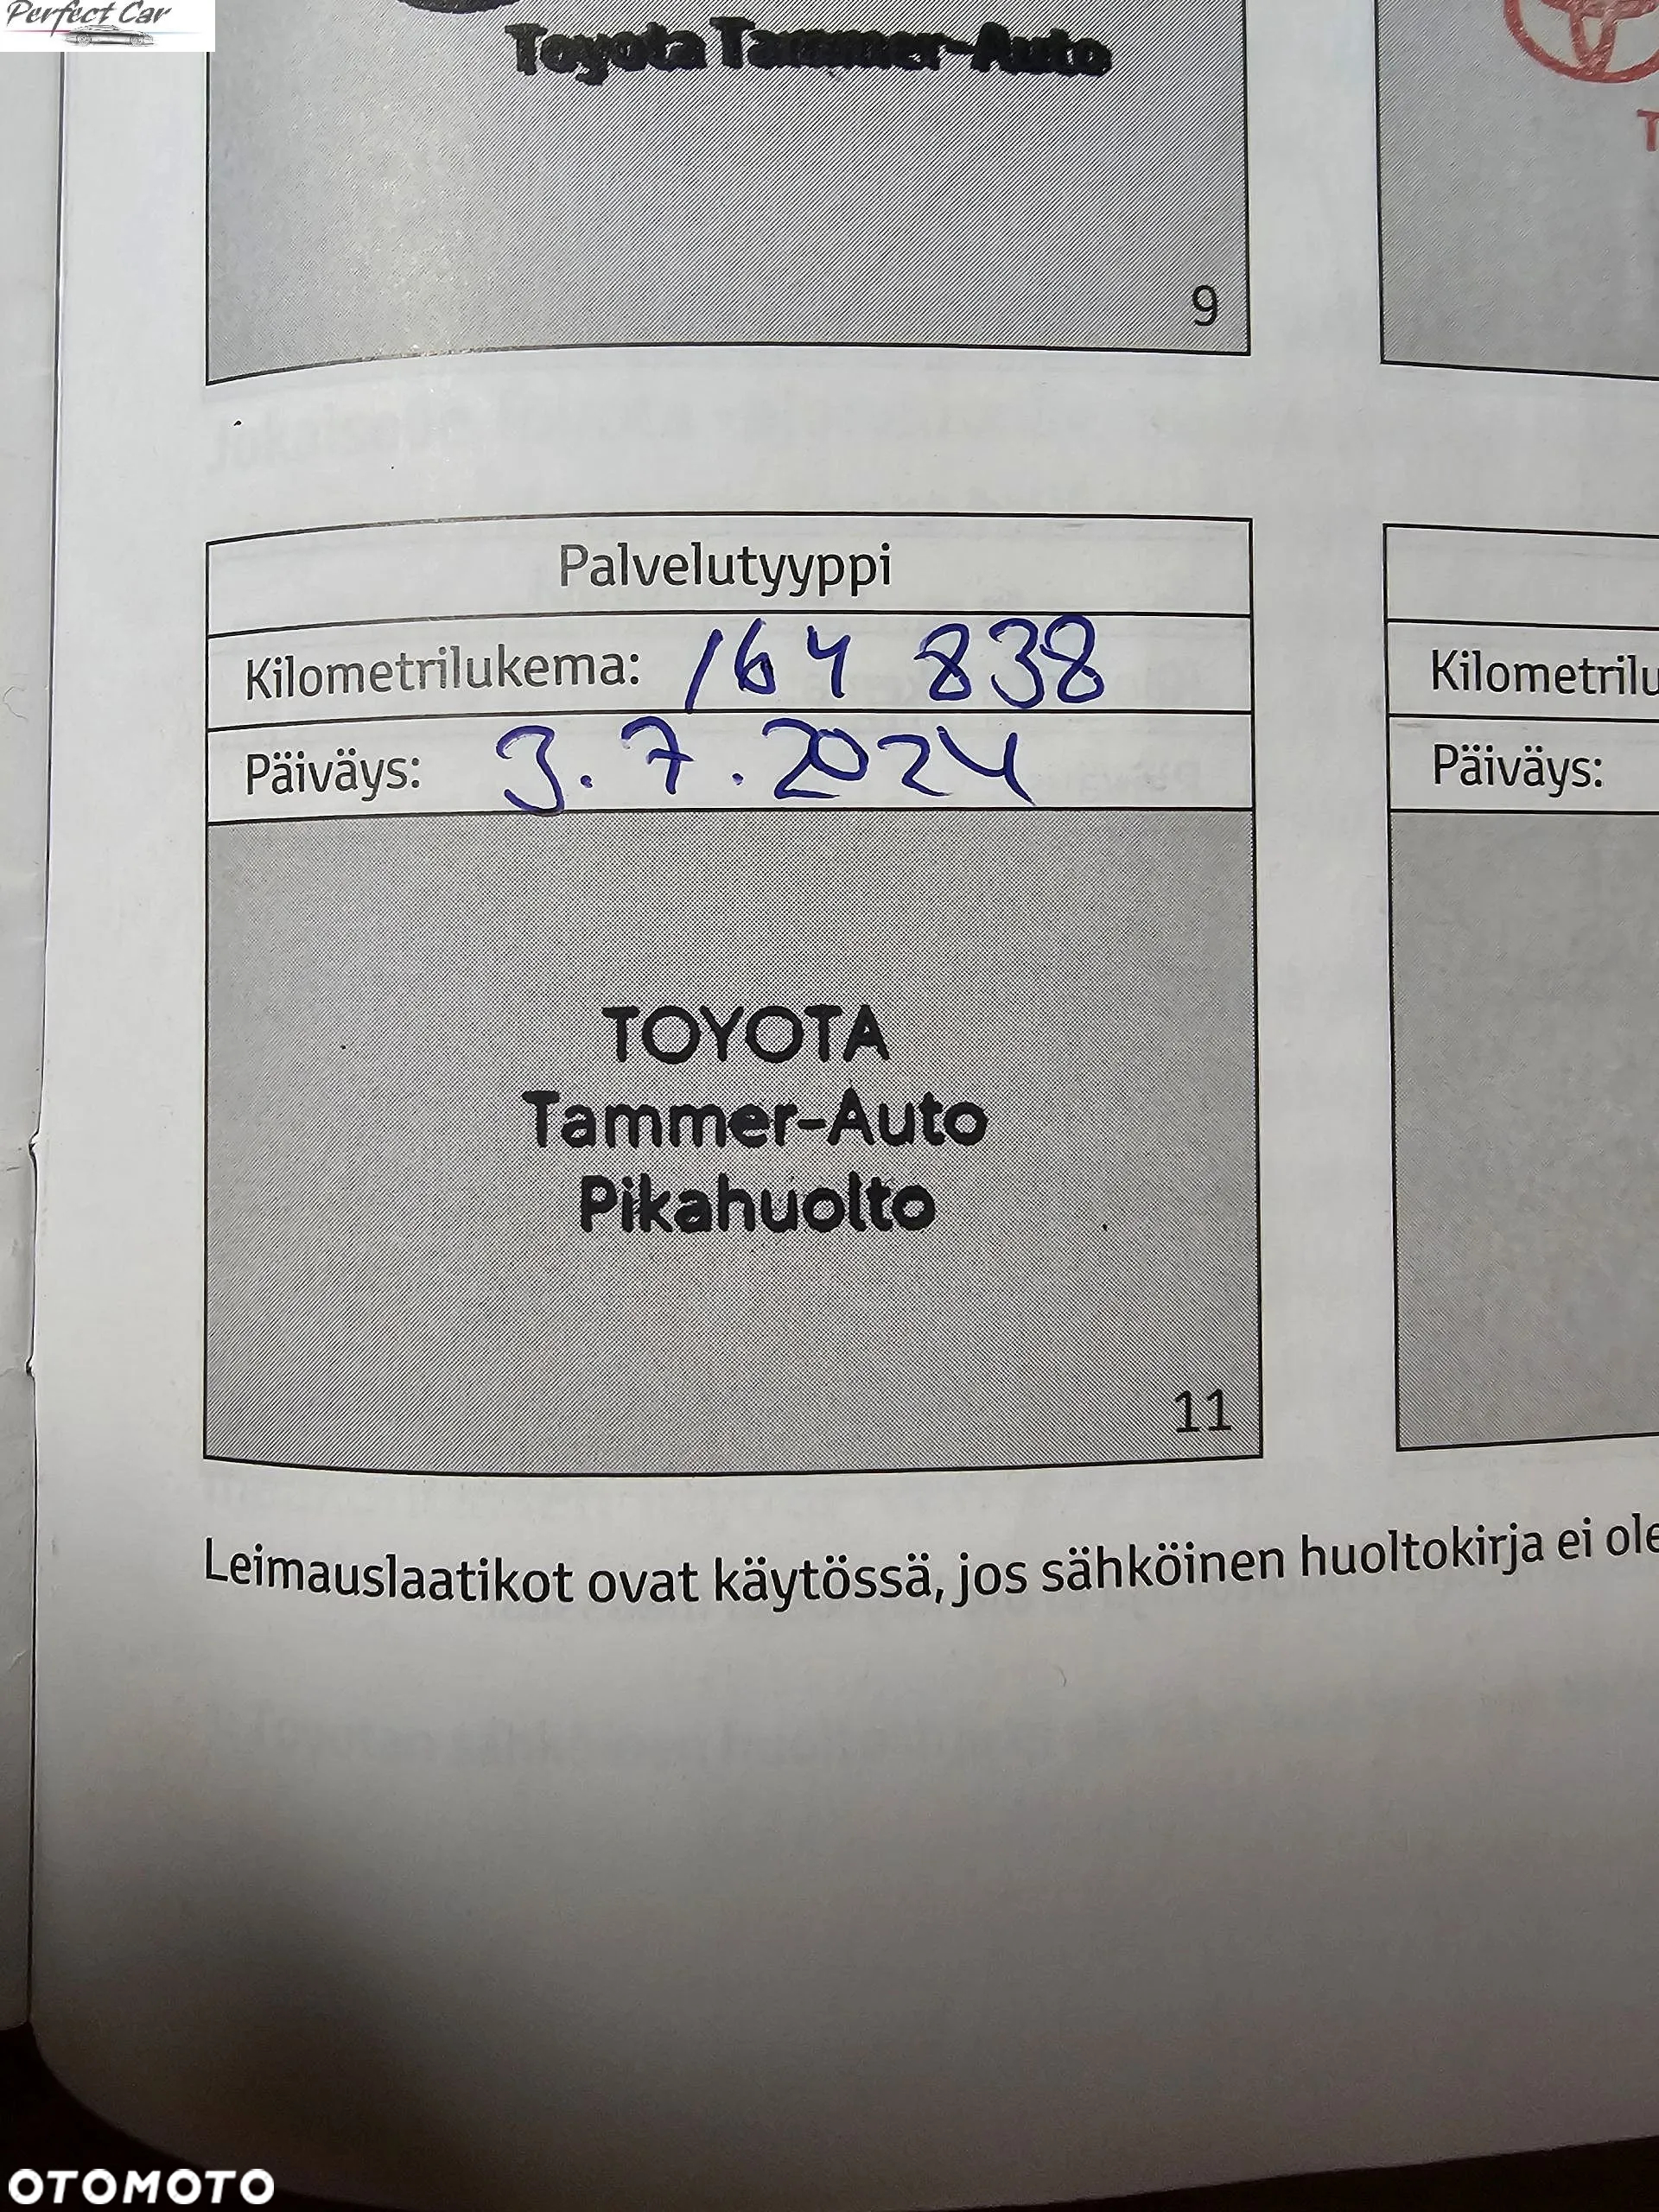 Perfect Car
Toyota Tammer-Auto
T
9
Palvelutyyppi
Kilometrilukema: 164 838
Päiväys: 3.7.2024
TOYOTA
Tammer-Auto
Pikahuolto
11
Kilometrilu
Päiväys:
Leimauslaatikot ovat käytössä, jos sähköinen huoltokirja ei ole
OTOMOTO